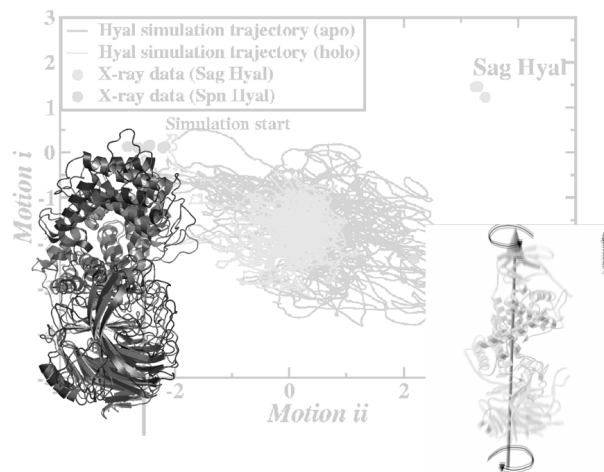 3
Hyal simulation trajectory (apo)
Hyal simulation trajectory (holo)
X-ray data (Sag Hyal)
X-ray data (Spn Hyal)
Sag Hyal
2
1
Simulation start
0
Motion i
-1
-2
0
2
Motion ii